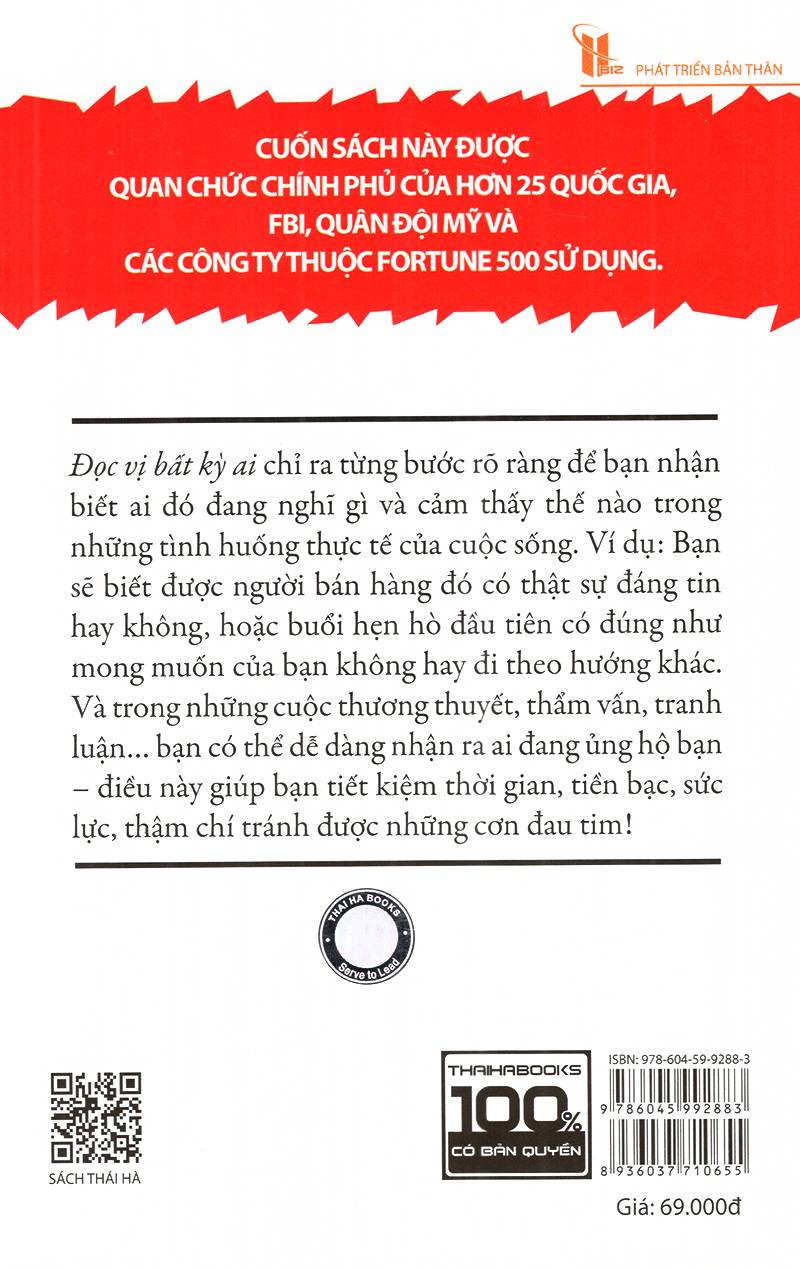 BIZ PHÁT TRIỂN BẢN THÂN
CUỐN SÁCH NÀY ĐƯỢC
QUAN CHỨC CHÍNH PHỦ CỦA HƠN 25 QUỐC GIA,
FBI, QUÂN ĐỘI MỸ VÀ
CÁC CÔNG TY THUỘC FORTUNE 500 SỬ DỤNG.
Đọc vị bất kỳ ai chỉ ra từng bước rõ ràng để bạn nhận
biết ai đó đang nghĩ gì và cảm thấy thế nào trong
những tình huống thực tế của cuộc sống. Ví dụ: Bạn
sẽ biết được người bán hàng đó có thật sự đáng tin
hay không, hoặc buổi hẹn hò đầu tiên có đúng như
mong muốn của bạn không hay đi theo hướng khác.
Và trong những cuộc thương thuyết, thẩm vấn, tranh
luận... bạn có thể dễ dàng nhận ra ai đang ủng hộ bạn
– điều này giúp bạn tiết kiệm thời gian, tiền bạc, sức
lực, thậm chí tránh được những cơn đau tim!
THAI HA BOOKS
Serve to Lead
SÁCH THÁI HÀ
THAIHABOOKS
100%
CÓ BẢN QUYỀN
ISBN: 978-604-59-9288-3
9 786045 992883
8 936037 710655
Giá: 69.000đ